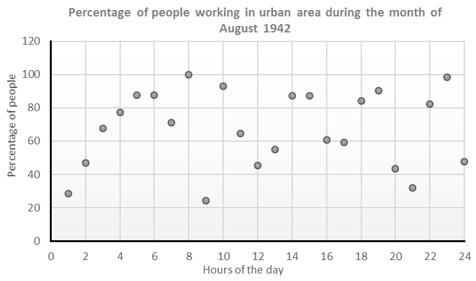 Percentage of people working in urban area during the month of
August 1942
120
100
80
60
40
20
0
Percentage of people
0 2 4 6 8 10 12 14 16 18 20 22 24
Hours of the day